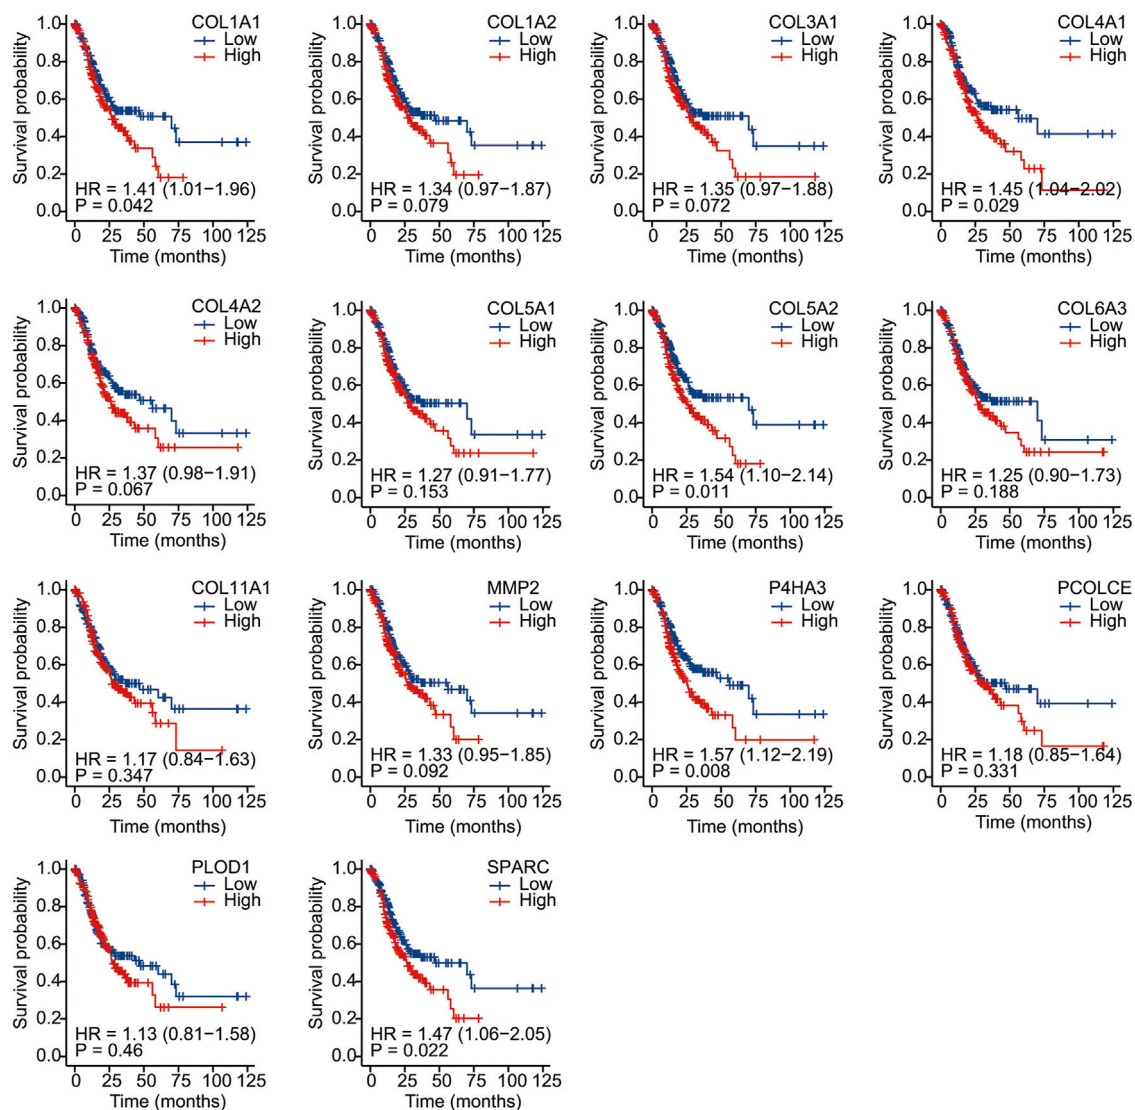 COL1A1
Low
High
Survival probability
1.0
0.8
0.6
0.4
0.2
0.0
HR = 1.41 (1.01−1.96)
P = 0.042
0 25 50 75 100 125
Time (months)
COL1A2
Low
High
Survival probability
1.0
0.8
0.6
0.4
0.2
0.0
HR = 1.34 (0.97−1.87)
P = 0.079
0 25 50 75 100 125
Time (months)
COL3A1
Low
High
Survival probability
1.0
0.8
0.6
0.4
0.2
0.0
HR = 1.35 (0.97−1.88)
P = 0.072
0 25 50 75 100 125
Time (months)
COL4A1
Low
High
Survival probability
1.0
0.8
0.6
0.4
0.2
0.0
HR = 1.45 (1.04−2.02)
P = 0.029
0 25 50 75 100 125
Time (months)
COL4A2
Low
High
Survival probability
1.0
0.8
0.6
0.4
0.2
0.0
HR = 1.37 (0.98−1.91)
P = 0.067
0 25 50 75 100 125
Time (months)
COL5A1
Low
High
Survival probability
1.0
0.8
0.6
0.4
0.2
0.0
HR = 1.27 (0.91−1.77)
P = 0.153
0 25 50 75 100 125
Time (months)
COL5A2
Low
High
Survival probability
1.0
0.8
0.6
0.4
0.2
0.0
HR = 1.54 (1.10−2.14)
P = 0.011
0 25 50 75 100 125
Time (months)
COL6A3
Low
High
Survival probability
1.0
0.8
0.6
0.4
0.2
0.0
HR = 1.25 (0.90−1.73)
P = 0.188
0 25 50 75 100 125
Time (months)
COL11A1
Low
High
Survival probability
1.0
0.8
0.6
0.4
0.2
0.0
HR = 1.17 (0.84−1.63)
P = 0.347
0 25 50 75 100 125
Time (months)
MMP2
Low
High
Survival probability
1.0
0.8
0.6
0.4
0.2
0.0
HR = 1.33 (0.95−1.85)
P = 0.092
0 25 50 75 100 125
Time (months)
P4HA3
Low
High
Survival probability
1.0
0.8
0.6
0.4
0.2
0.0
HR = 1.57 (1.12−2.19)
P = 0.008
0 25 50 75 100 125
Time (months)
PCOLCE
Low
High
Survival probability
1.0
0.8
0.6
0.4
0.2
0.0
HR = 1.18 (0.85−1.64)
P = 0.331
0 25 50 75 100 125
Time (months)
PLOD1
Low
High
Survival probability
1.0
0.8
0.6
0.4
0.2
0.0
HR = 1.13 (0.81−1.58)
P = 0.46
0 25 50 75 100 125
Time (months)
SPARC
Low
High
Survival probability
1.0
0.8
0.6
0.4
0.2
0.0
HR = 1.47 (1.06−2.05)
P = 0.022
0 25 50 75 100 125
Time (months)